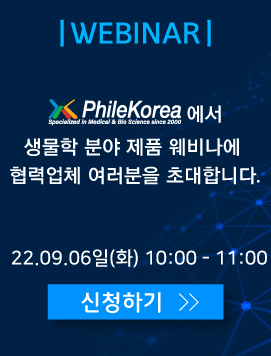 |WEBINAR|
PhileKorea 에서
Specialized in Medical & Bio Science since 2000
생물학 분야 제품 웨비나에
협력업체 여러분을 초대합니다.
22.09.06일(화) 10:00 - 11:00
신청하기 >>